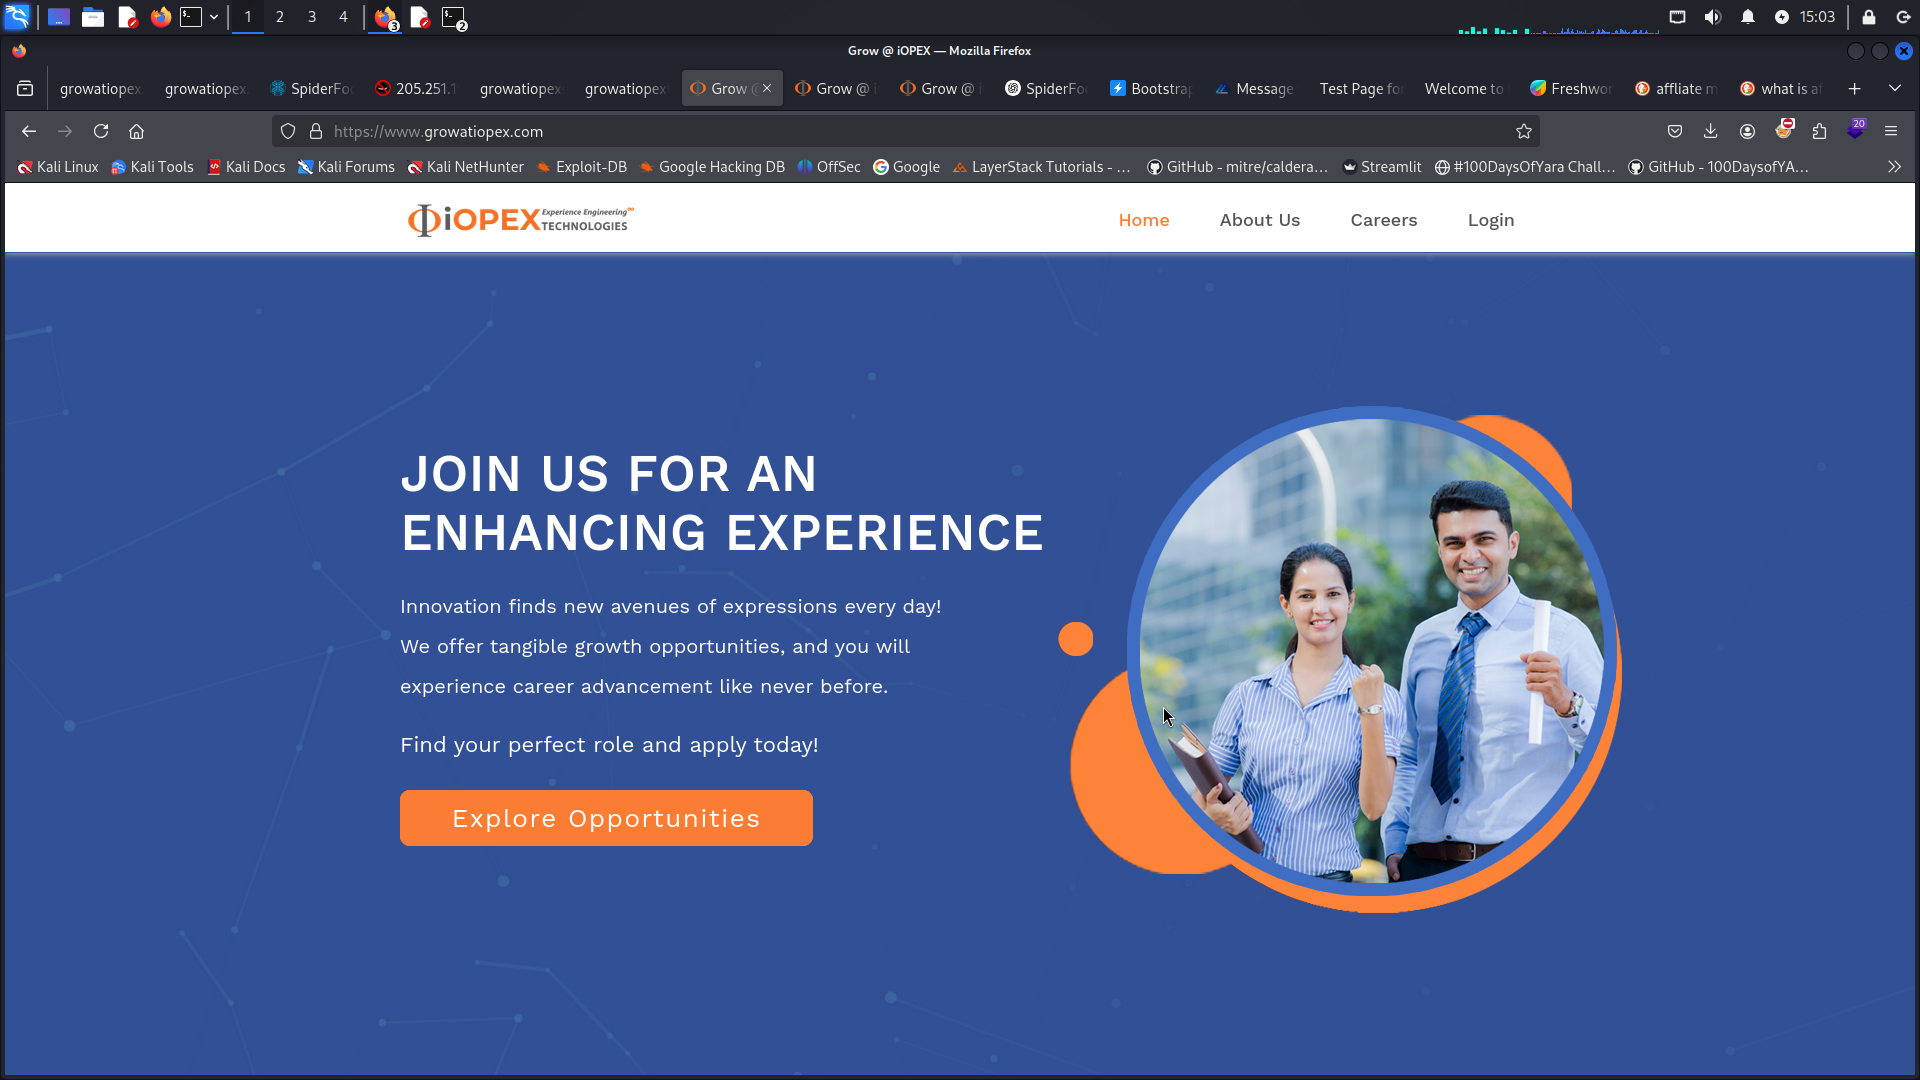 1 2 3 4 3 2 15:03
Grow @ iOPEX — Mozilla Firefox
growatiopex growatiopex SpiderFo 205.251.1 growatiopex growatiopex Grow @ Grow @ Grow @ SpiderFo Bootstrap Message Test Page fo Welcome to Freshwor affliate m what is af
https://www.growatiopex.com 20
Kali Linux Kali Tools Kali Docs Kali Forums Kali NetHunter Exploit-DB Google Hacking DB OffSec Google LayerStack Tutorials - … GitHub - mitre/caldera… Streamlit #100DaysOfYara Chall… GitHub - 100DaysofYA…
iOPEX Experience Engineering∞
TECHNOLOGIES
Home About Us Careers Login
JOIN US FOR AN
ENHANCING EXPERIENCE
Innovation finds new avenues of expressions every day!
We offer tangible growth opportunities, and you will
experience career advancement like never before.
Find your perfect role and apply today!
Explore Opportunities